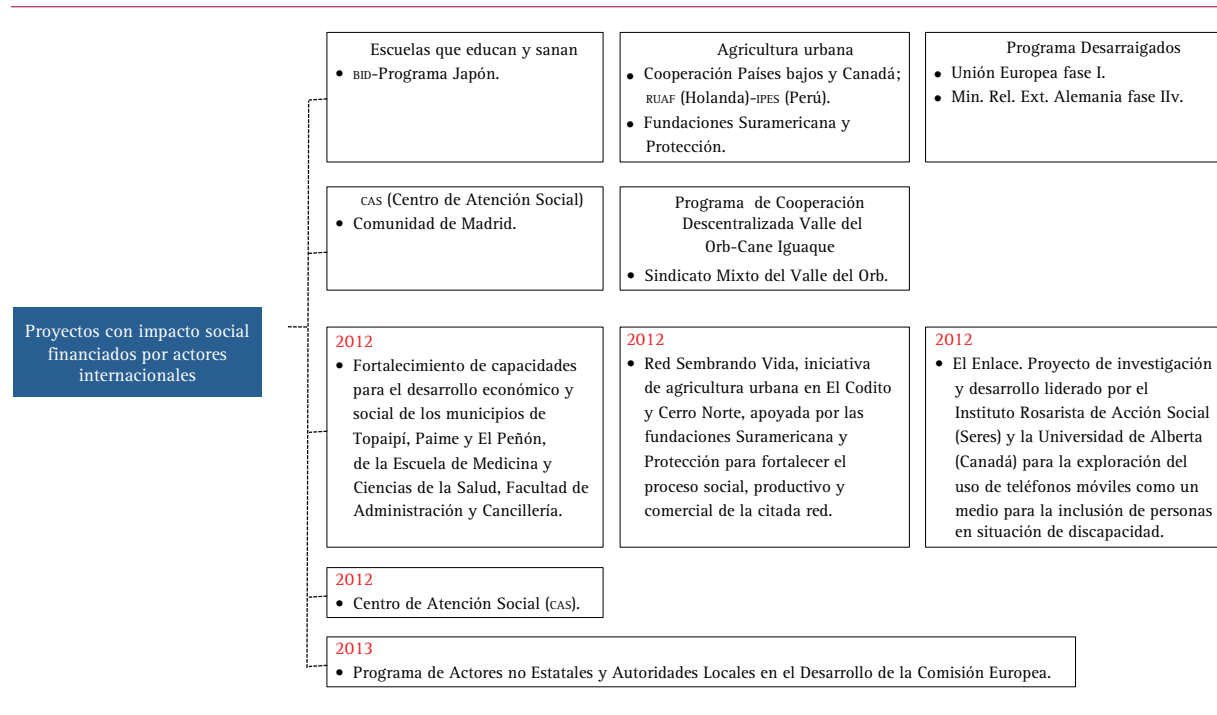 Proyectos con impacto social
financiados por actores
internacionales
Escuelas que educan y sanan
• BID-Programa Japón.
Agricultura urbana
• Cooperación Países bajos y Canadá;
RUAF (Holanda)-IPES (Perú).
• Fundaciones Suramericana y
Protección.
Programa Desarraigados
• Unión Europea fase I.
• Min. Rel. Ext. Alemania fase IIv.
CAS (Centro de Atención Social)
• Comunidad de Madrid.
Programa de Cooperación
Descentralizada Valle del
Orb-Cane Iguaque
• Sindicato Mixto del Valle del Orb.
2012
• Fortalecimiento de capacidades
para el desarrollo económico y
social de los municipios de
Topaipí, Paime y El Peñón,
de la Escuela de Medicina y
Ciencias de la Salud, Facultad de
Administración y Cancillería.
2012
• Red Sembrando Vida, iniciativa
de agricultura urbana en El Codito
y Cerro Norte, apoyada por las
fundaciones Suramericana y
Protección para fortalecer el
proceso social, productivo y
comercial de la citada red.
2012
• El Enlace. Proyecto de investigación
y desarrollo liderado por el
Instituto Rosarista de Acción Social
(Seres) y la Universidad de Alberta
(Canadá) para la exploración del
uso de teléfonos móviles como un
medio para la inclusión de personas
en situación de discapacidad.
2012
• Centro de Atención Social (CAS).
2013
• Programa de Actores no Estatales y Autoridades Locales en el Desarrollo de la Comisión Europea.